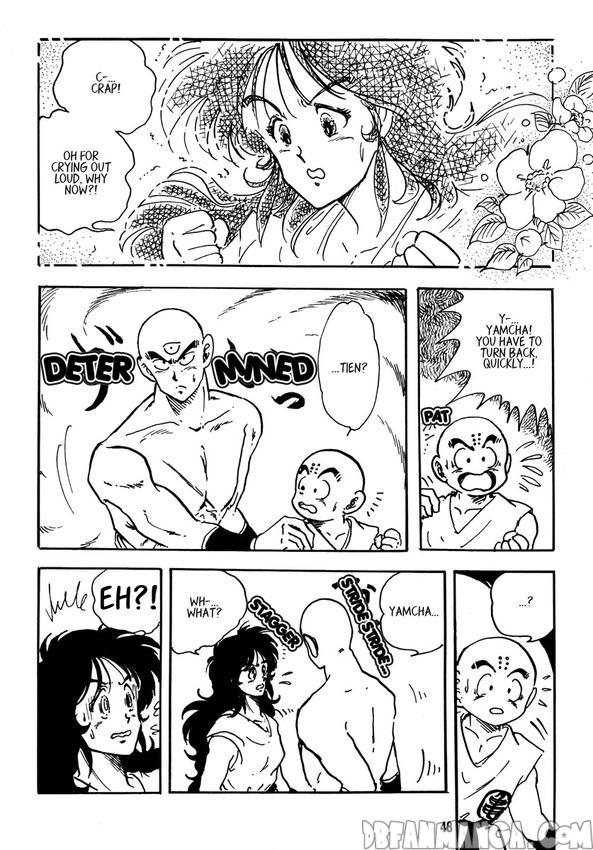 C-...
CRAP!
OH FOR
CRYING OUT
LOUD, WHY
NOW?!
Y-...
YAMCHA!
YOU HAVE TO
TURN BACK,
QUICKLY...!
PAT
...TIEN?
DETER MINED
...?
YAMCHA...
STRIDE STRIDE...
WH-...
WHAT?
STAGGER
EH?!
48
DBFANMANGA.COM